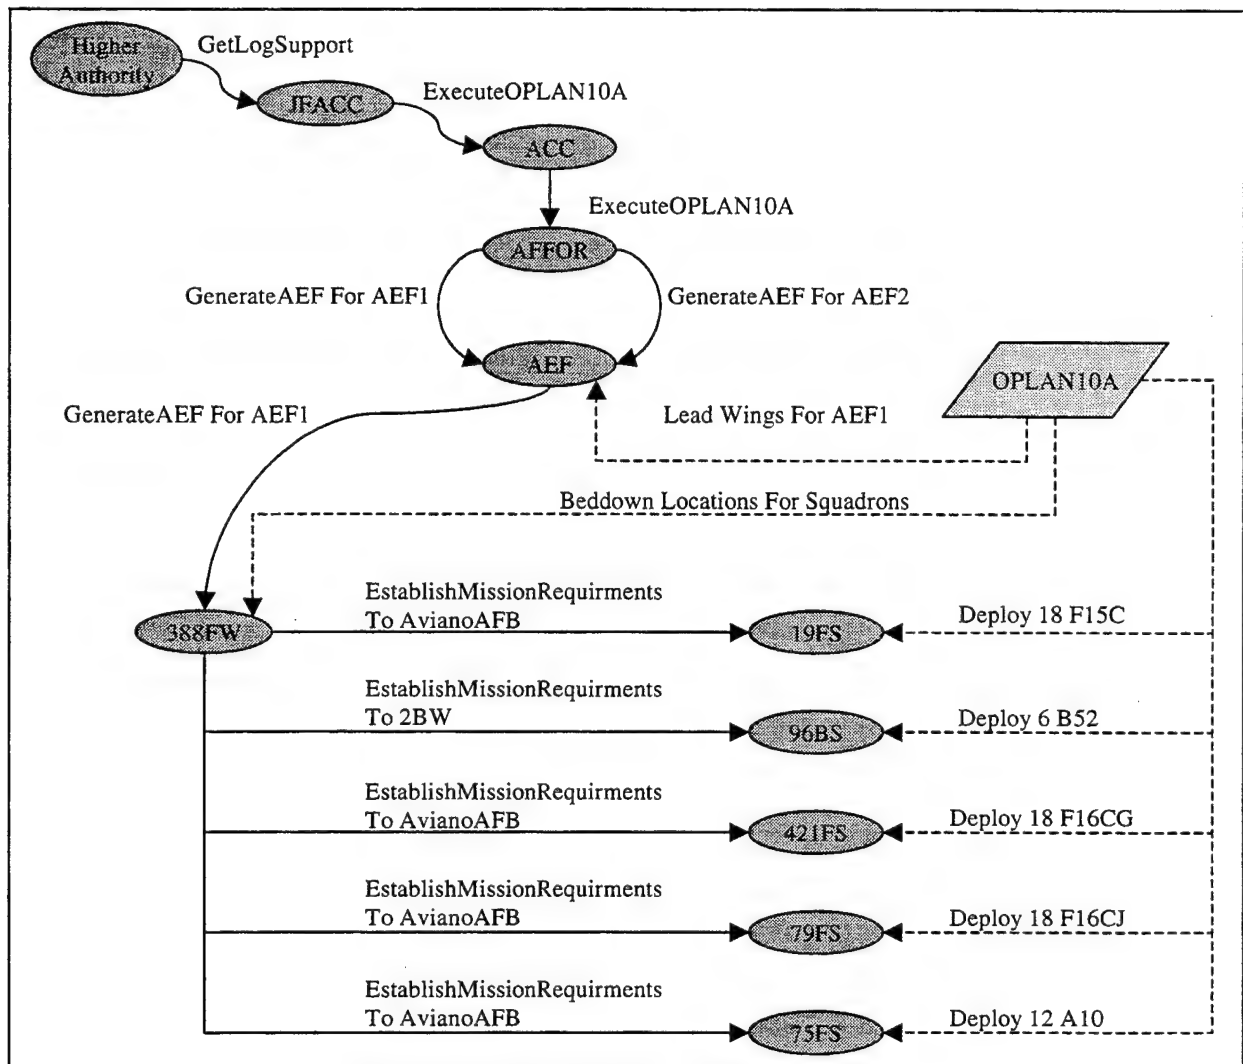 Higher
Authority
GetLogSupport
JFACC
ExecuteOPLAN10A
ACC
ExecuteOPLAN10A
AFFOR
GenerateAEF For AEF1
GenerateAEF For AEF2
AEF
OPLAN10A
GenerateAEF For AEF1
Lead Wings For AEF1
Beddown Locations For Squadrons
388FW
EstablishMissionRequirments
To AvianoAFB
19FS
Deploy 18 F15C
EstablishMissionRequirments
To 2BW
96BS
Deploy 6 B52
EstablishMissionRequirments
To AvianoAFB
421FS
Deploy 18 F16CG
EstablishMissionRequirments
To AvianoAFB
79FS
Deploy 18 F16CJ
EstablishMissionRequirments
To AvianoAFB
75FS
Deploy 12 A10